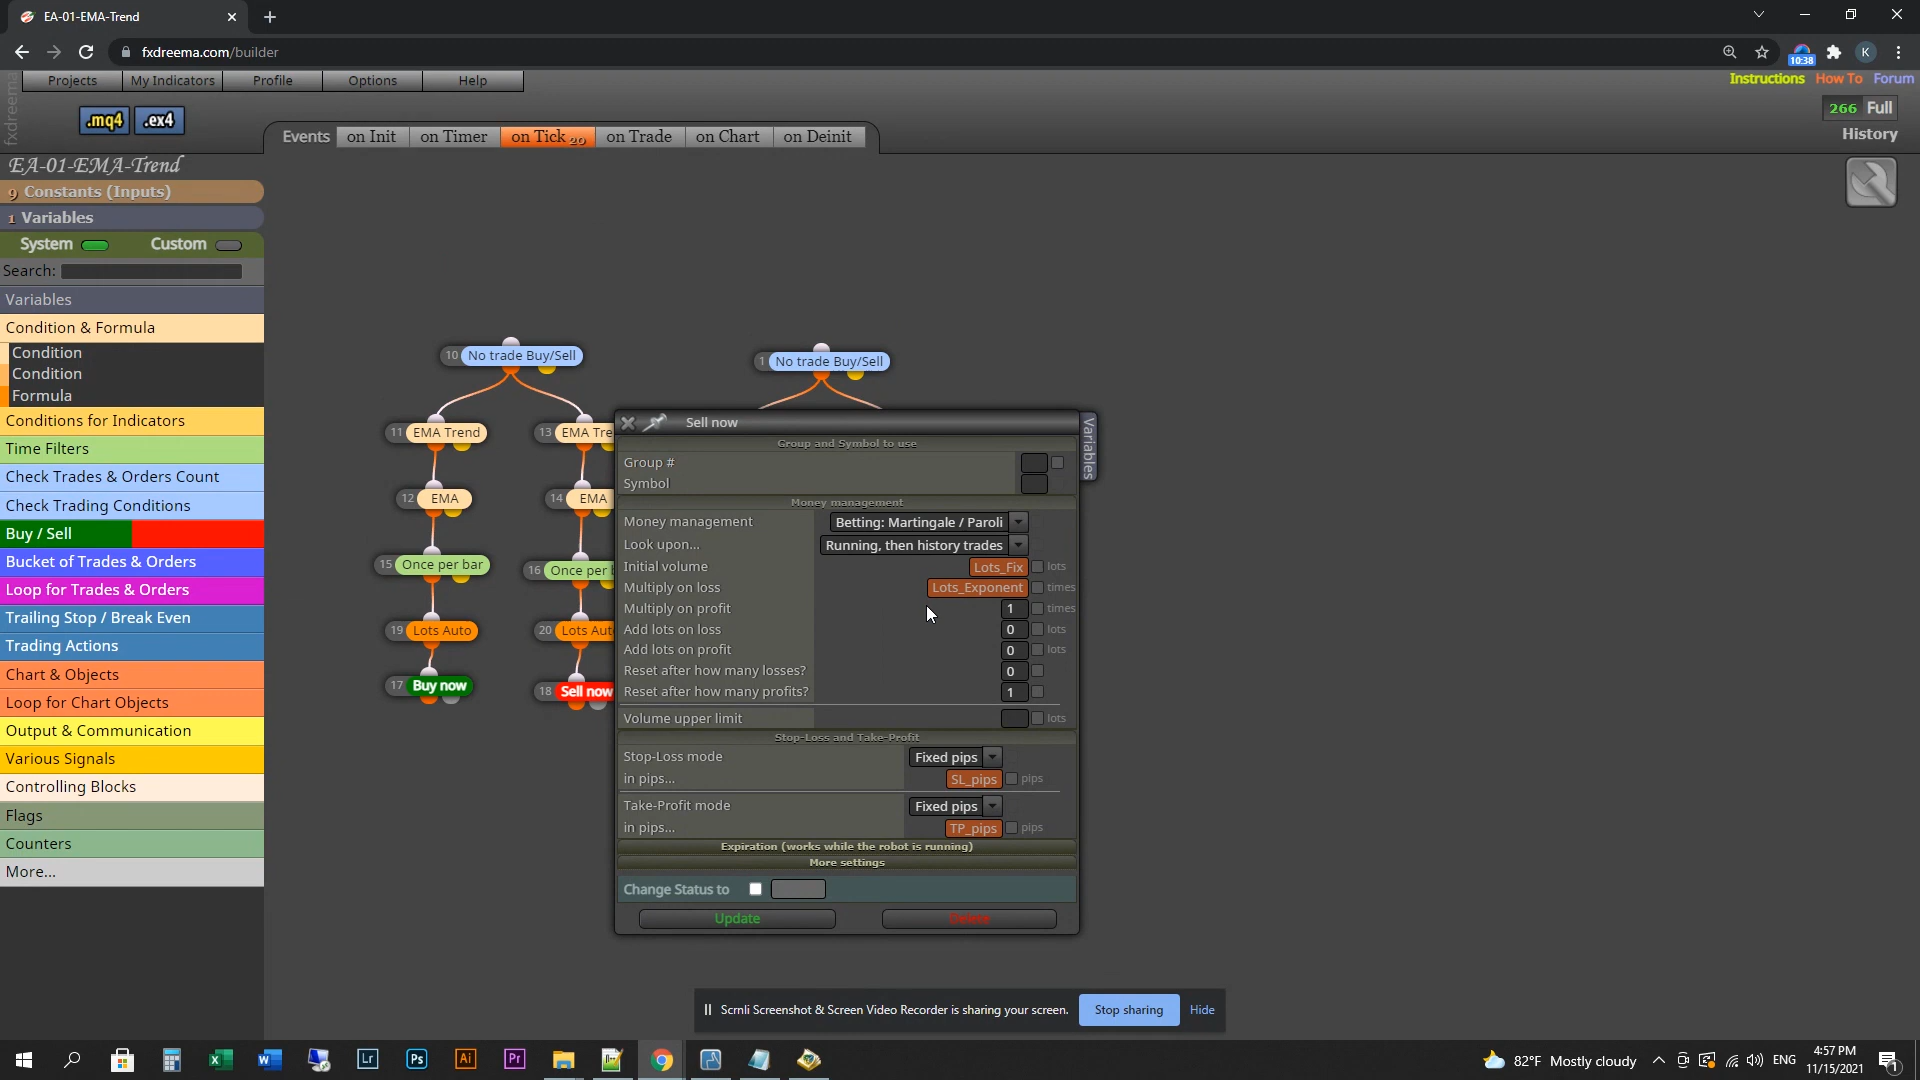 EA-01-EMA-Trend
fxdreema.com/builder
K
10:38
Projects
My Indicators
Profile
Options
Help
Instructions
How To
Forum
fxdreema
.mq4
.ex4
266 Full
History
Events
on Init
on Timer
on Tick 20
on Trade
on Chart
on Deinit
EA-01-EMA-Trend
9 Constants (Inputs)
1 Variables
System
Custom
Search:
Variables
Condition & Formula
Condition
Condition
Formula
Conditions for Indicators
Time Filters
Check Trades & Orders Count
Check Trading Conditions
Buy / Sell
Bucket of Trades & Orders
Loop for Trades & Orders
Trailing Stop / Break Even
Trading Actions
Chart & Objects
Loop for Chart Objects
Output & Communication
Various Signals
Controlling Blocks
Flags
Counters
More...
10 No trade Buy/Sell
1 No trade Buy/Sell
11 EMA Trend
13 EMA Tre
12 EMA
14 EMA
15 Once per bar
16 Once per b
19 Lots Auto
20 Lots Aut
17 Buy now
18 Sell now
Sell now
Variables
Group and Symbol to use
Group #
Symbol
Money management
Money management
Betting: Martingale / Paroli
Look upon...
Running, then history trades
Initial volume
Lots_Fix
lots
Multiply on loss
Lots_Exponent
times
Multiply on profit
1
times
Add lots on loss
0
lots
Add lots on profit
0
lots
Reset after how many losses?
0
Reset after how many profits?
1
Volume upper limit
lots
Stop-Loss and Take-Profit
Stop-Loss mode
Fixed pips
in pips...
SL_pips
pips
Take-Profit mode
Fixed pips
in pips...
TP_pips
pips
Expiration (works while the robot is running)
More settings
Change Status to
Update
Delete
Scrnli Screenshot & Screen Video Recorder is sharing your screen.
Stop sharing
Hide
Lr
Ps
Ai
Pr
82°F Mostly cloudy
ENG
4:57 PM
11/15/2021
1